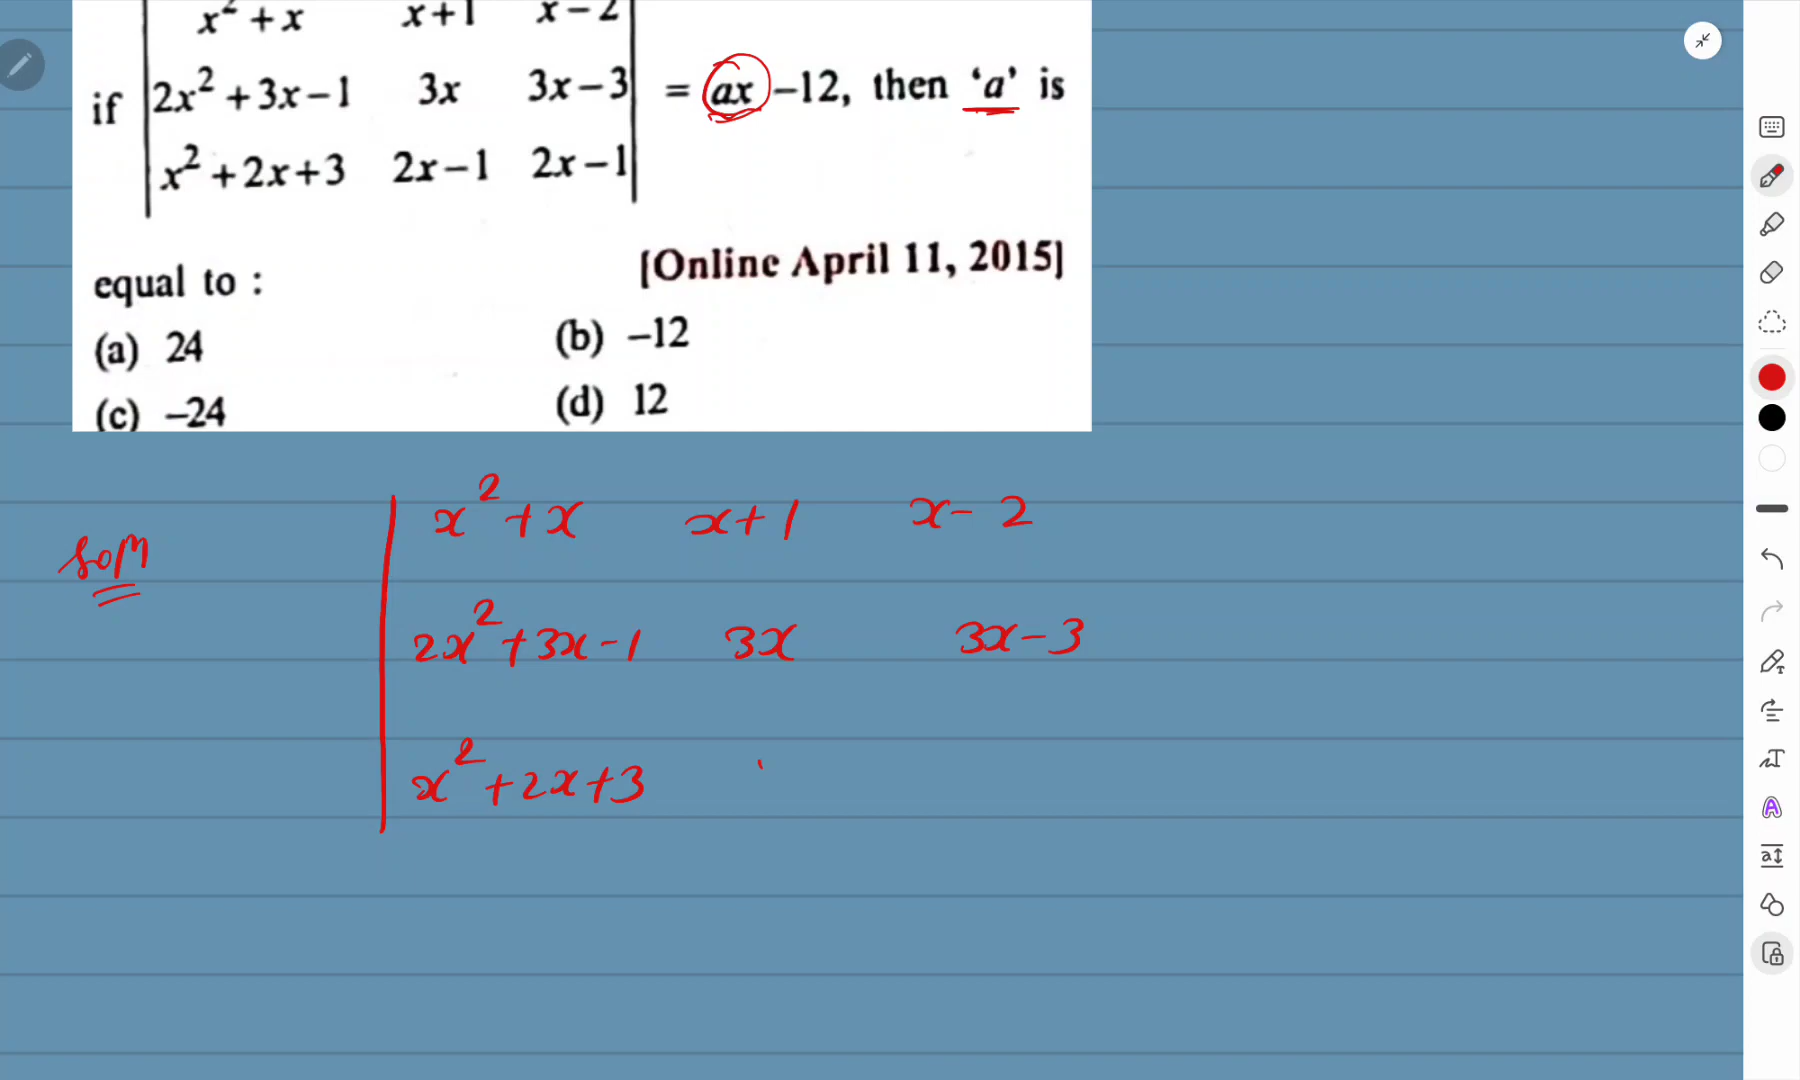 x² + x x+1 x−2
if 2x² +3x−1 3x 3x−3 = ax −12, then ‘a’ is
x² +2x+3 2x−1 2x−1
equal to :
[Online April 11, 2015]
(a) 24 (b) –12
(c) –24 (d) 12
x² + x x+1 x−2
Soln
2x² + 3x −1 3x 3x−3
x² + 2x + 3